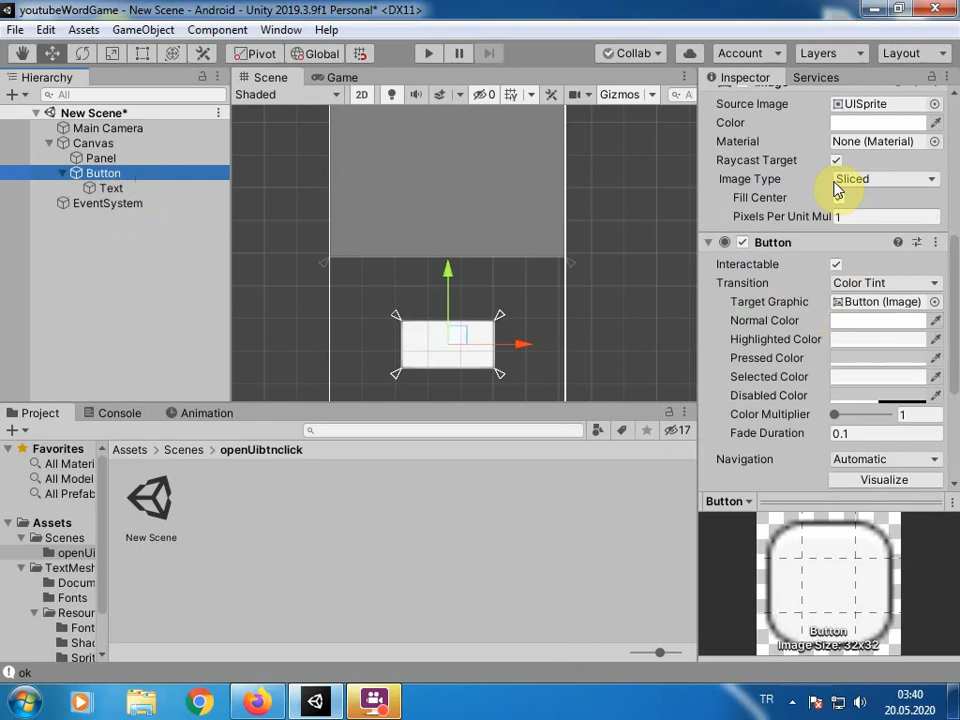 youtubeWordGame - New Scene - Android - Unity 2019.3.9f1 Personal* <DX11>
File Edit Assets GameObject Component Window Help
Pivot Global Collab Account Layers Layout
Hierarchy
All
New Scene*
Main Camera
Canvas
Panel
Button
Text
EventSystem
Scene Game
Shaded 2D 0 Gizmos A
Inspector Services
Source Image UISprite
Color
Material None (Material)
Raycast Target
Image Type Sliced
Fill Center
Pixels Per Unit Mul 1
Button
Interactable
Transition Color Tint
Target Graphic Button (Image)
Normal Color
Highlighted Color
Pressed Color
Selected Color
Disabled Color
Color Multiplier 1
Fade Duration 0.1
Navigation Automatic
Visualize
Button
Button
Image Size: 32x32
Project Console Animation
17
Favorites
All Materi
All Model
All Prefab
Assets
Scenes
openUi
TextMesh
Docum
Fonts
Resour
Font
Sha
Sprit
Assets Scenes openUibtnclick
New Scene
ok
TR
03:40
20.05.2020